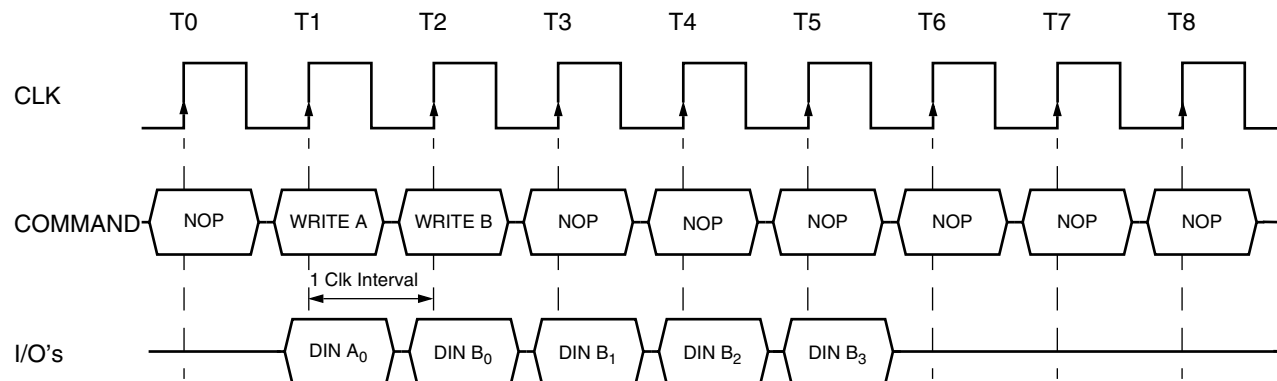 T0 T1 T2 T3 T4 T5 T6 T7 T8
CLK
COMMAND NOP WRITE A WRITE B NOP NOP NOP NOP NOP NOP
1 Clk Interval
I/O's DIN A0 DIN B0 DIN B1 DIN B2 DIN B3